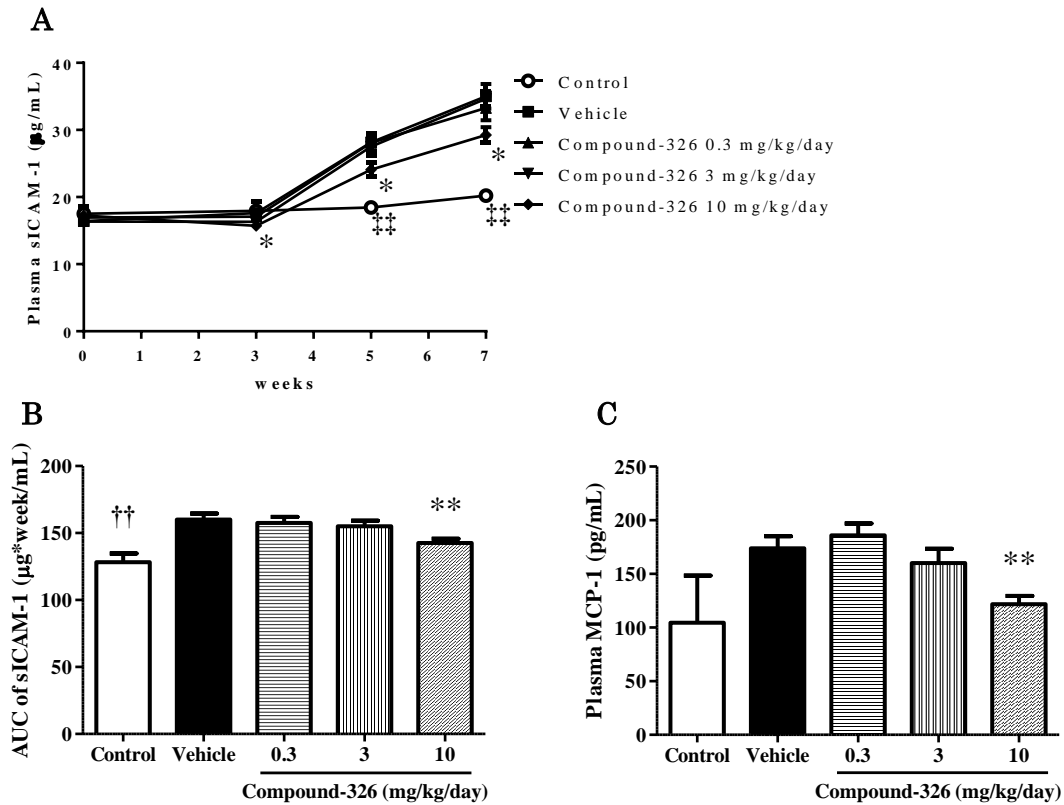 A
Plasma sICAM-1 (µg/mL)
40
30
20
10
0
0 1 2 3 4 5 6 7
weeks
Control
Vehicle
Compound-326 0.3 mg/kg/day
Compound-326 3 mg/kg/day
Compound-326 10 mg/kg/day
*
*
*
‡‡
‡‡
B
AUC of sICAM-1 (µg*week/mL)
200
150
100
50
0
††
**
Control Vehicle 0.3 3 10
Compound-326 (mg/kg/day)
C
Plasma MCP-1 (pg/mL)
250
200
150
100
50
0
**
Control Vehicle 0.3 3 10
Compound-326 (mg/kg/day)